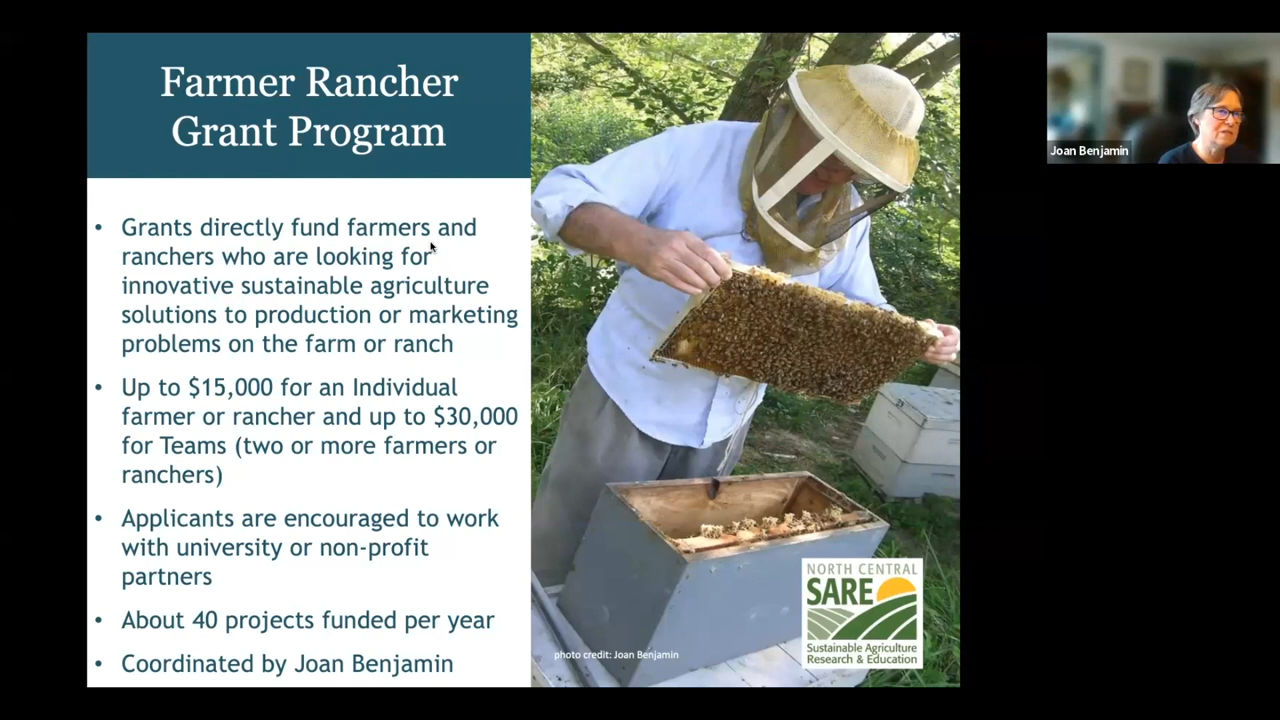 Farmer Rancher
Grant Program
• Grants directly fund farmers and
ranchers who are looking for
innovative sustainable agriculture
solutions to production or marketing
problems on the farm or ranch
• Up to $15,000 for an Individual
farmer or rancher and up to $30,000
for Teams (two or more farmers or
ranchers)
• Applicants are encouraged to work
with university or non-profit
partners
• About 40 projects funded per year
• Coordinated by Joan Benjamin
photo credit: Joan Benjamin
NORTH CENTRAL
SARE
Sustainable Agriculture
Research & Education
Joan Benjamin